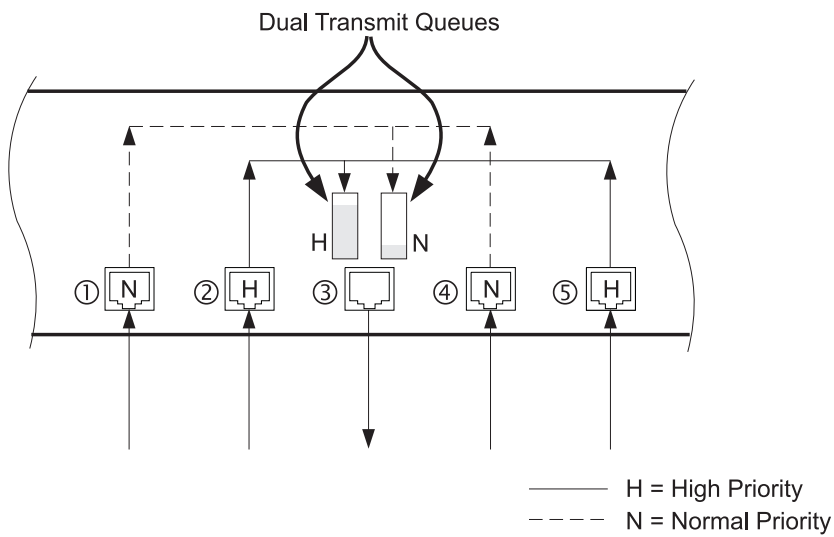 Dual Transmit Queues
H N
① N ② H ③ ④ N ⑤ H
H = High Priority
N = Normal Priority